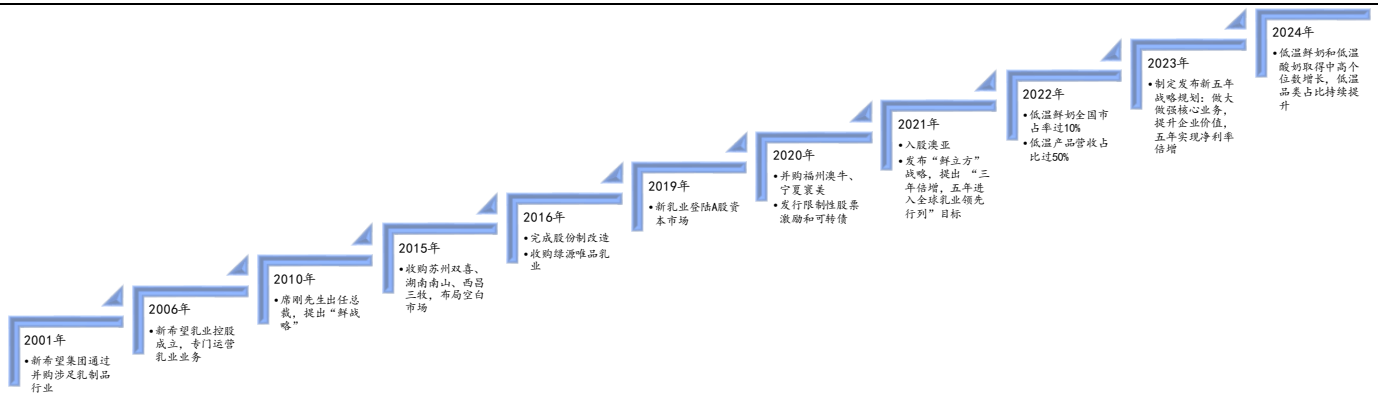 2001年
•新希望集团通过
并购涉足乳制品
行业
2006年
•新希望乳业控股
成立，专门运营
乳业业务
2010年
•席刚先生出任总
裁，提出“鲜战
略”
2015年
•收购苏州双喜、
湖南南山、西昌
三牧，布局空白
市场
2016年
•完成股份制改造
•收购绿源唯品乳
业
2019年
•新乳业登陆A股资
本市场
2020年
•并购福州澳牛、
宁夏寰美
•发行限制性股票
激励和可转债
2021年
•入股澳亚
•发布“鲜立方”
战略，提出 “三
年倍增，五年进
入全球乳业领先
行列”目标
2022年
•低温鲜奶全国市
占率过10%
•低温产品营收占
比过50%
2023年
•制定发布新五年
战略规划：做大
做强核心业务，
提升企业价值，
五年实现净利率
倍增
2024年
•低温鲜奶和低温
酸奶取得中高个
位数增长，低温
品类占比持续提
升